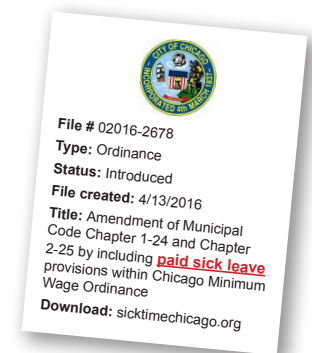 CITY OF CHICAGO
INCORPORATED 4th MARCH 1837
File # 02016-2678
Type: Ordinance
Status: Introduced
File created: 4/13/2016
Title: Amendment of Municipal
Code Chapter 1-24 and Chapter
2-25 by including paid sick leave
provisions within Chicago Minimum
Wage Ordinance
Download: sicktimechicago.org